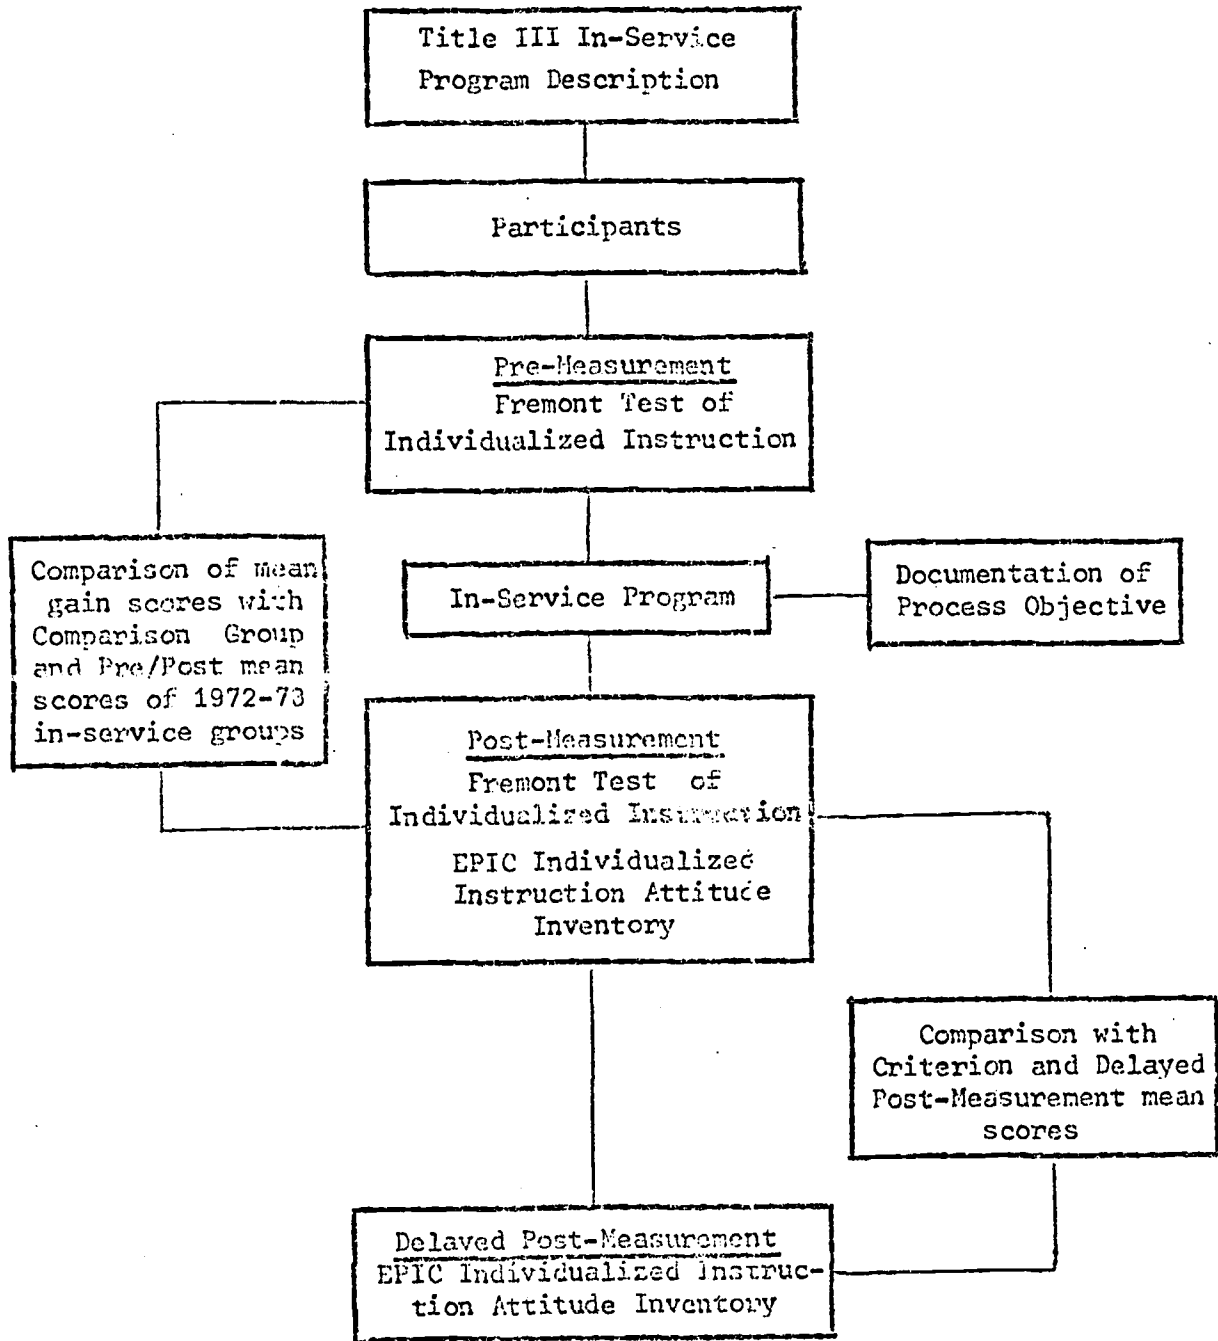 Title III In-Service
Program Description
Participants
Pre-Measurement
Fremont Test of
Individualized Instruction
Comparison of mean
gain scores with
Comparison Group
and Pre/Post mean
scores of 1972-73
in-service groups
In-Service Program
Documentation of
Process Objective
Post-Measurement
Fremont Test of
Individualized Instruction
EPIC Individualized
Instruction Attitude
Inventory
Comparison with
Criterion and Delayed
Post-Measurement mean
scores
Delayed Post-Measurement
EPIC Individualized Instruc-
tion Attitude Inventory